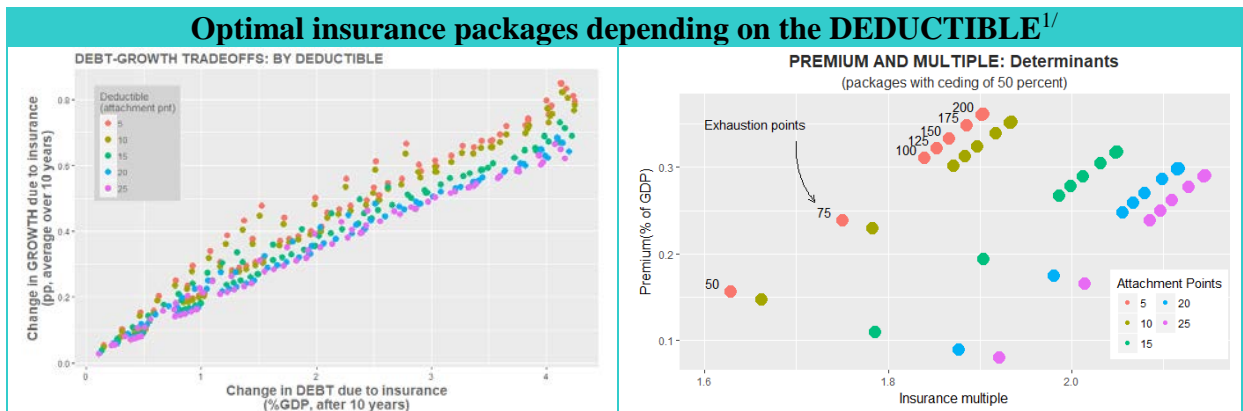 Optimal insurance packages depending on the DEDUCTIBLE1/
DEBT-GROWTH TRADEOFFS: BY DEDUCTIBLE
Change in GROWTH due to insurance
(pp, average over 10 years)
0.8
0.6
0.4
0.2
0.0
Deductible
(attachment pnt)
5
10
15
20
25
0 1 2 3 4
Change in DEBT due to insurance
(%GDP, after 10 years)
PREMIUM AND MULTIPLE: Determinants
(packages with ceding of 50 percent)
Premium(% of GDP)
0.3
0.2
0.1
Exhaustion points
200
175
150
125
100
75
50
Attachment Points
5 20
10 25
15
1.6 1.8 2.0
Insurance multiple